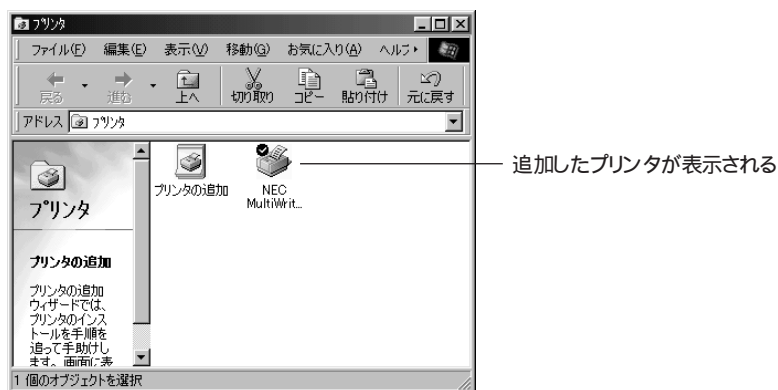 プリンタ
ファイル(F) 編集(E) 表示(V) 移動(G) お気に入り(A) ヘルプ
戻る 進む 上へ 切り取り コピー 貼り付け 元に戻す
アドレス プリンタ
プリンタ
プリンタの追加
プリンタの追加
ウィザードでは、
プリンタのインス
トールを手順を
追って手助けし
ます。画面に表
プリンタの追加
NEC
MultiWrit...
追加したプリンタが表示される
1 個のオブジェクトを選択